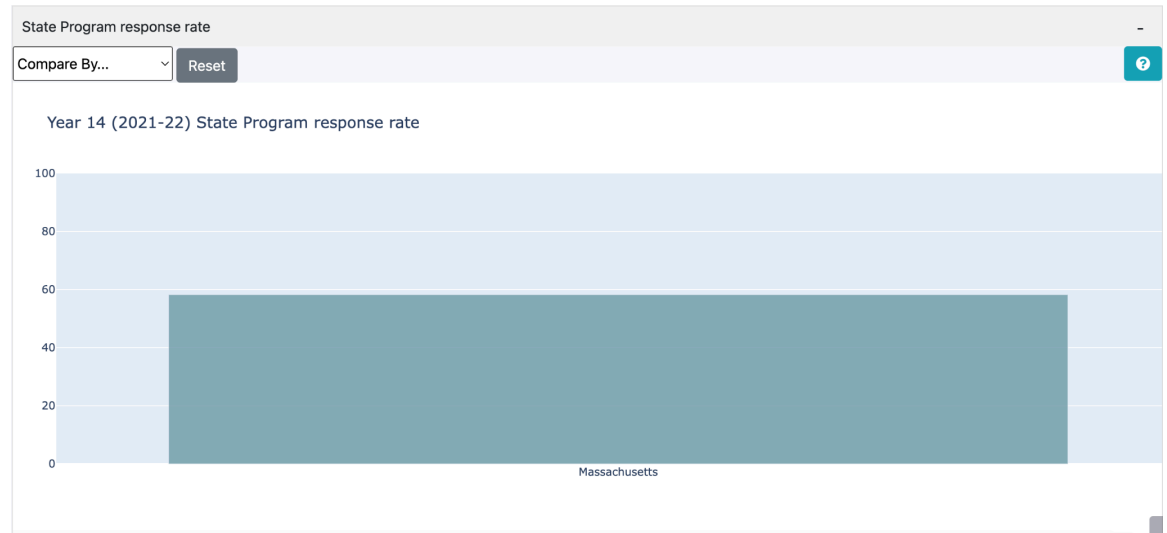 State Program response rate -
Compare By... Reset ?
Year 14 (2021-22) State Program response rate
100
80
60
40
20
0
Massachusetts